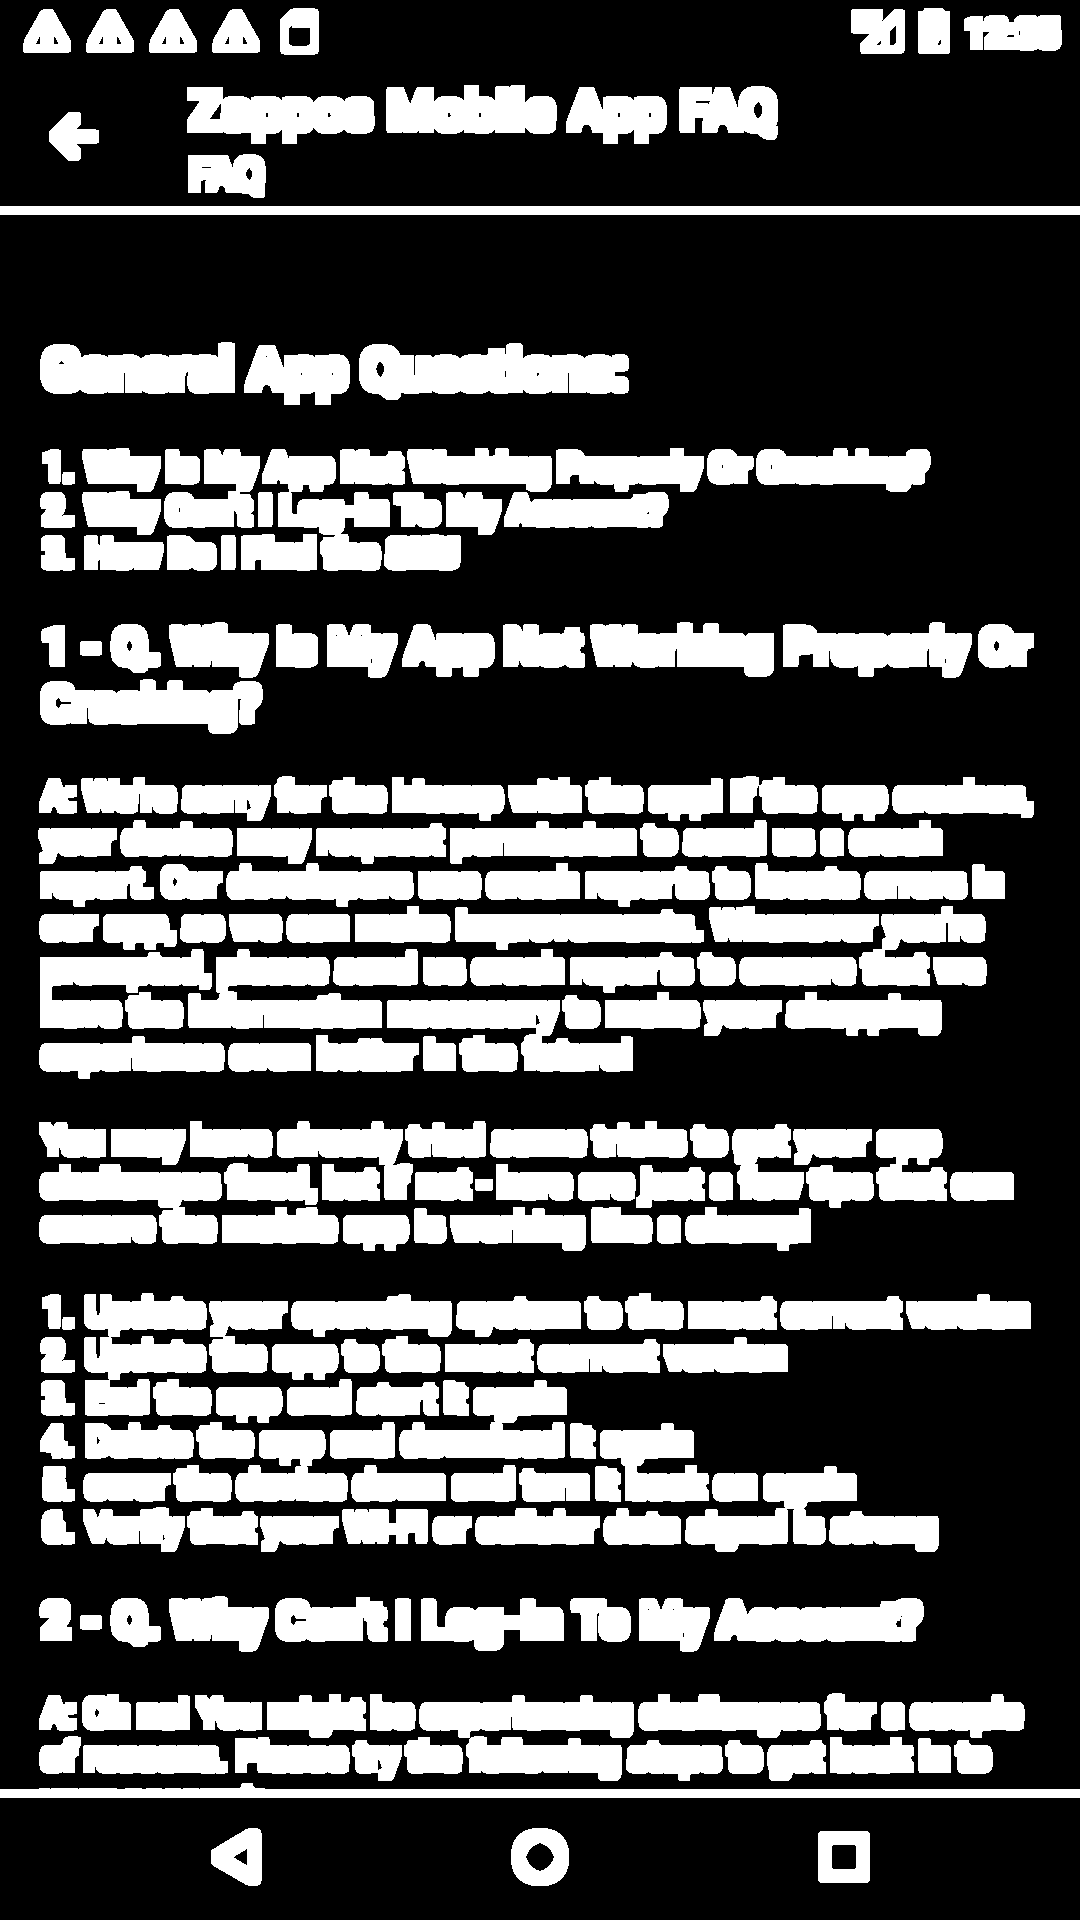 12:35
Zappos Mobile App FAQ
FAQ
General App Questions:
1. Why Is My App Not Working Properly Or Crashing?
2. Why Can't I Log-In To My Account?
3. How Do I Find the SKU
1 - Q. Why Is My App Not Working Properly Or
Crashing?
A: We're sorry for the hiccup with the app! If the app crashes,
your device may request permission to send us a crash
report. Our developers use crash reports to locate errors in
our app, so we can make improvements. Whenever you're
prompted, please send us crash reports to ensure that we
have the information necessary to make your shopping
experience even better in the future!
You may have already tried some tricks to get your app
challenges fixed, but if not - here are just a few tips that can
ensure the mobile app is working like a champ!
1. Update your operating system to the most current version
2. Update the app to the most current version
3. End the app and start it again
4. Delete the app and download it again
5. ower the device down and turn it back on again
6. Verify that your Wi-Fi or cellular data signal is strong
2 - Q. Why Can't I Log-In To My Account?
A: Oh no! You might be experiencing challenges for a couple
of reasons. Please try the following steps to get back in to